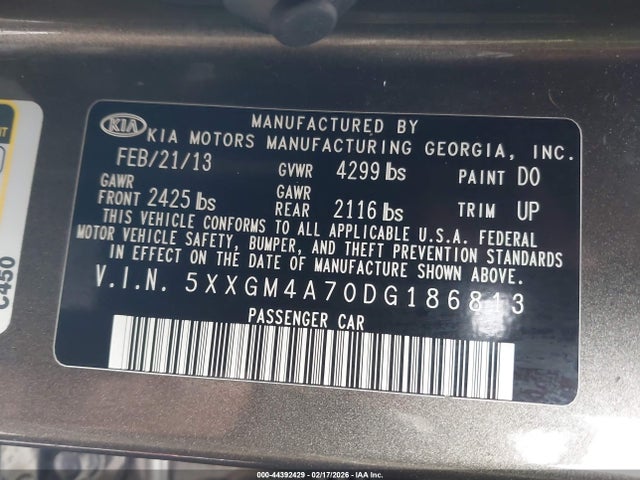 MANUFACTURED BY
KIA KIA MOTORS MANUFACTURING GEORGIA, INC.
FEB/21/13 GVWR 4299 lbs PAINT DO
GAWR FRONT 2425 lbs GAWR REAR 2116 lbs TRIM UP
THIS VEHICLE CONFORMS TO ALL APPLICABLE U.S.A. FEDERAL
MOTOR VEHICLE SAFETY, BUMPER, AND THEFT PREVENTION STANDARDS
IN EFFECT ON THE DATE OF MANUFACTURE SHOWN ABOVE.
V.I.N. 5XXGM4A70DG186813
PASSENGER CAR
C450
000-44392429 - 02/17/2026 - IAA Inc.